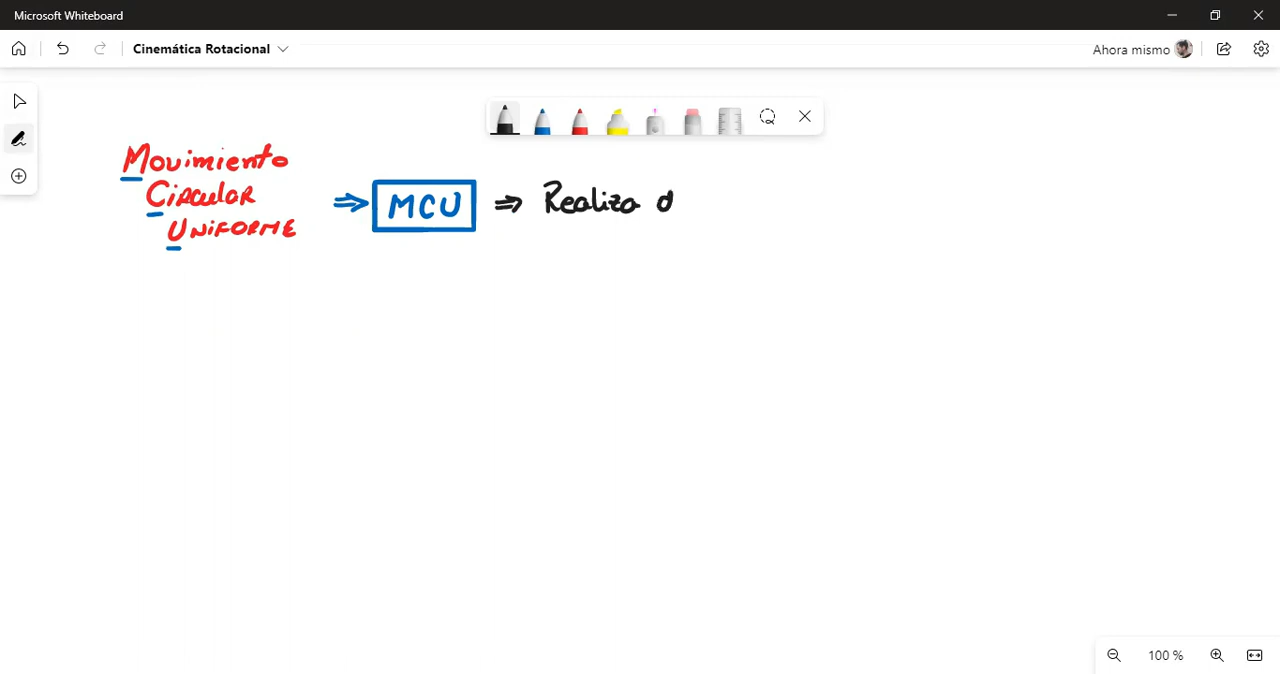 Microsoft Whiteboard
Cinemática Rotacional
Ahora mismo
Movimiento
Circular
UNIFORME
⇒ MCU ⇒ Realiza d
100 %